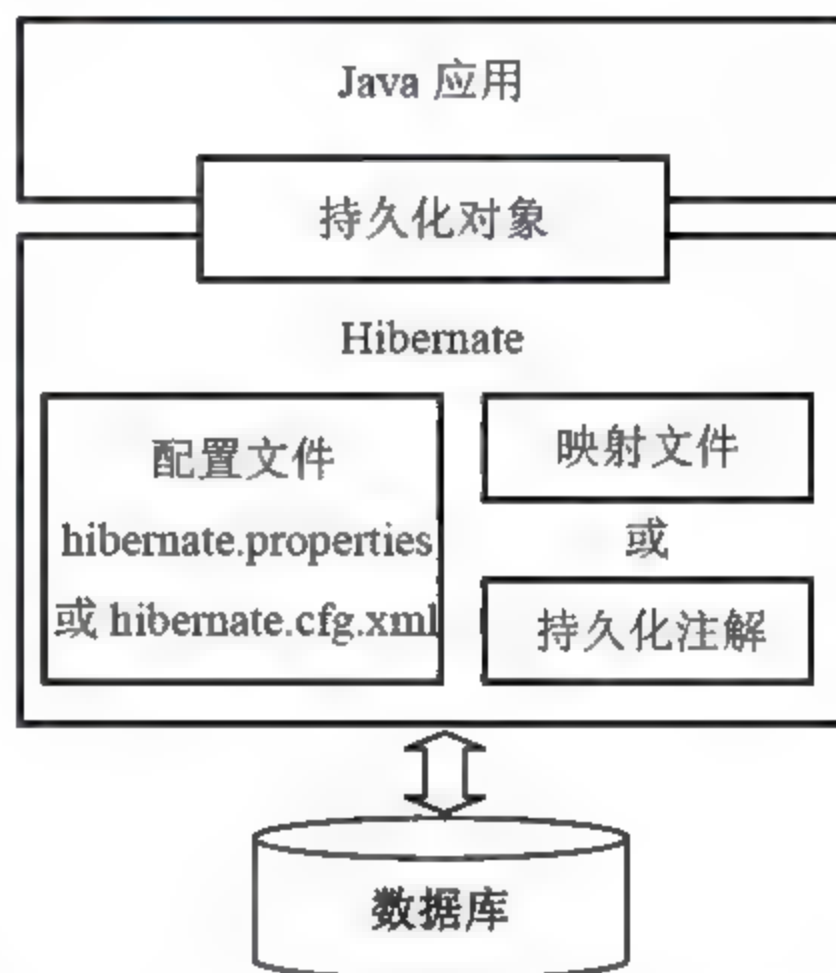 Java 应用
持久化对象
Hibernate
配置文件
hibernate.properties
或 hibernate.cfg.xml
映射文件
或
持久化注解
数据库